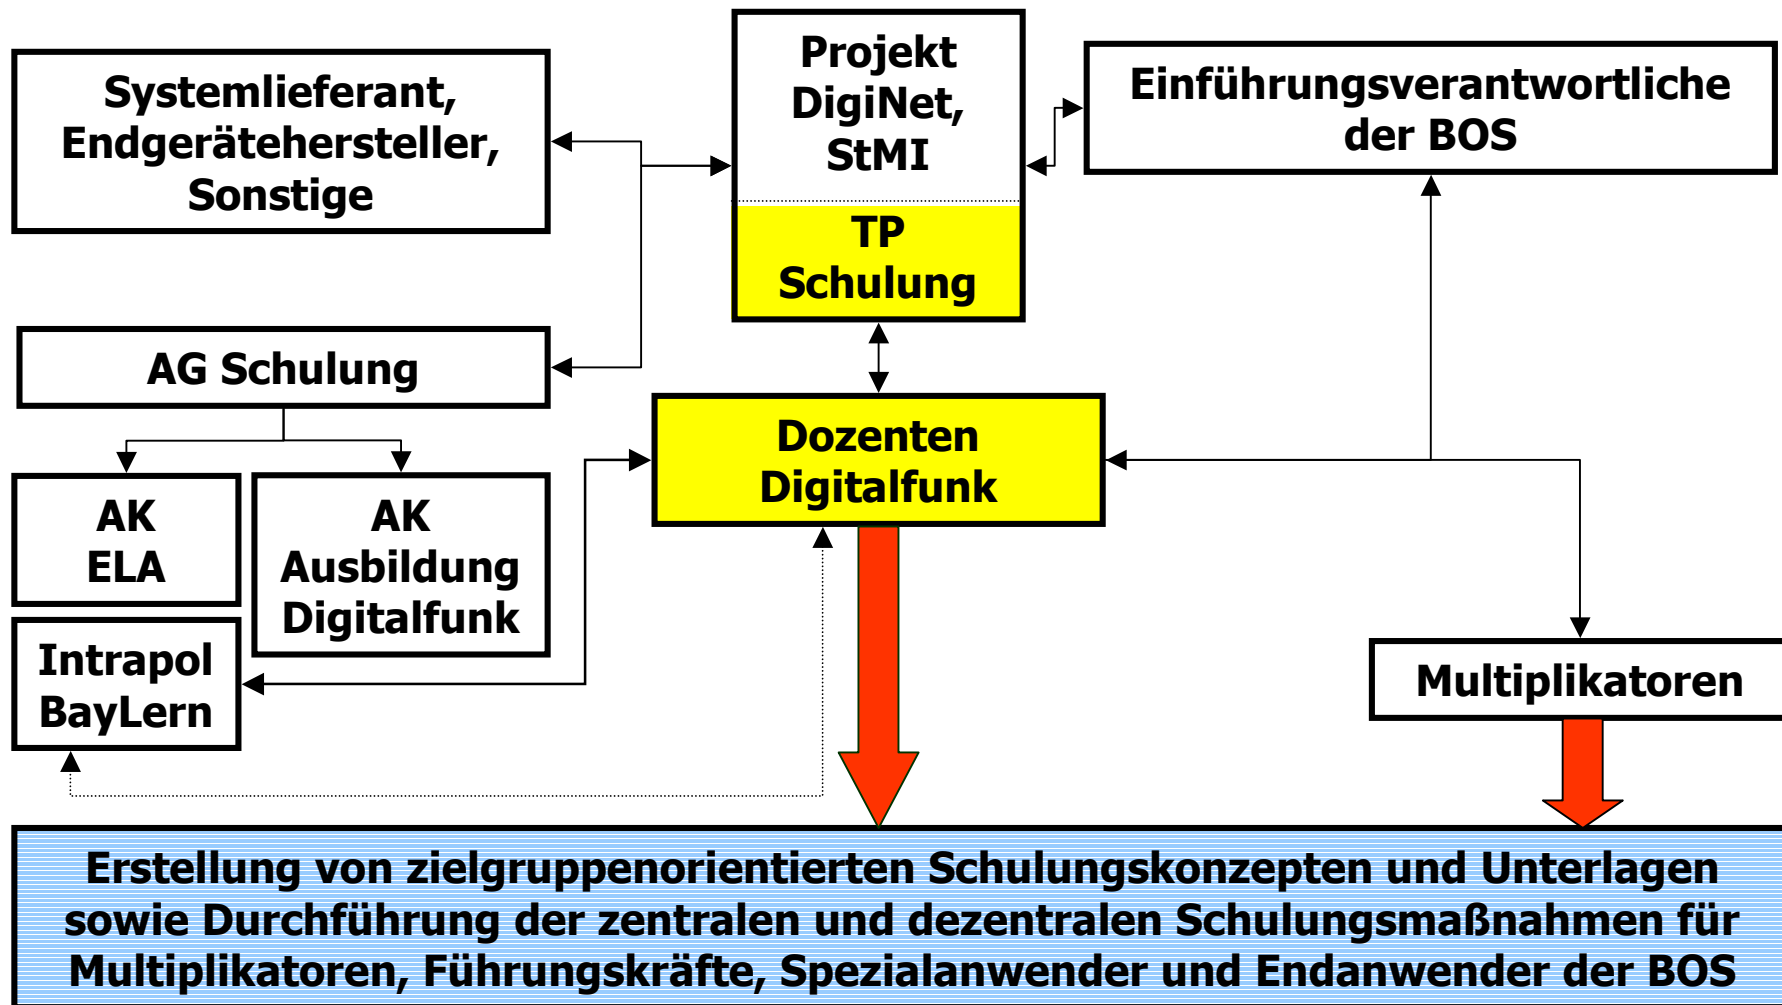 Systemlieferant,
Endgerätehersteller,
Sonstige
Projekt
DigiNet,
StMI
TP
Schulung
Einführungsverantwortliche
der BOS
AG Schulung
AK
ELA
AK
Ausbildung
Digitalfunk
Intrapol
BayLern
Dozenten
Digitalfunk
Multiplikatoren
Erstellung von zielgruppenorientierten Schulungskonzepten und Unterlagen
sowie Durchführung der zentralen und dezentralen Schulungsmaßnahmen für
Multiplikatoren, Führungskräfte, Spezialanwender und Endanwender der BOS